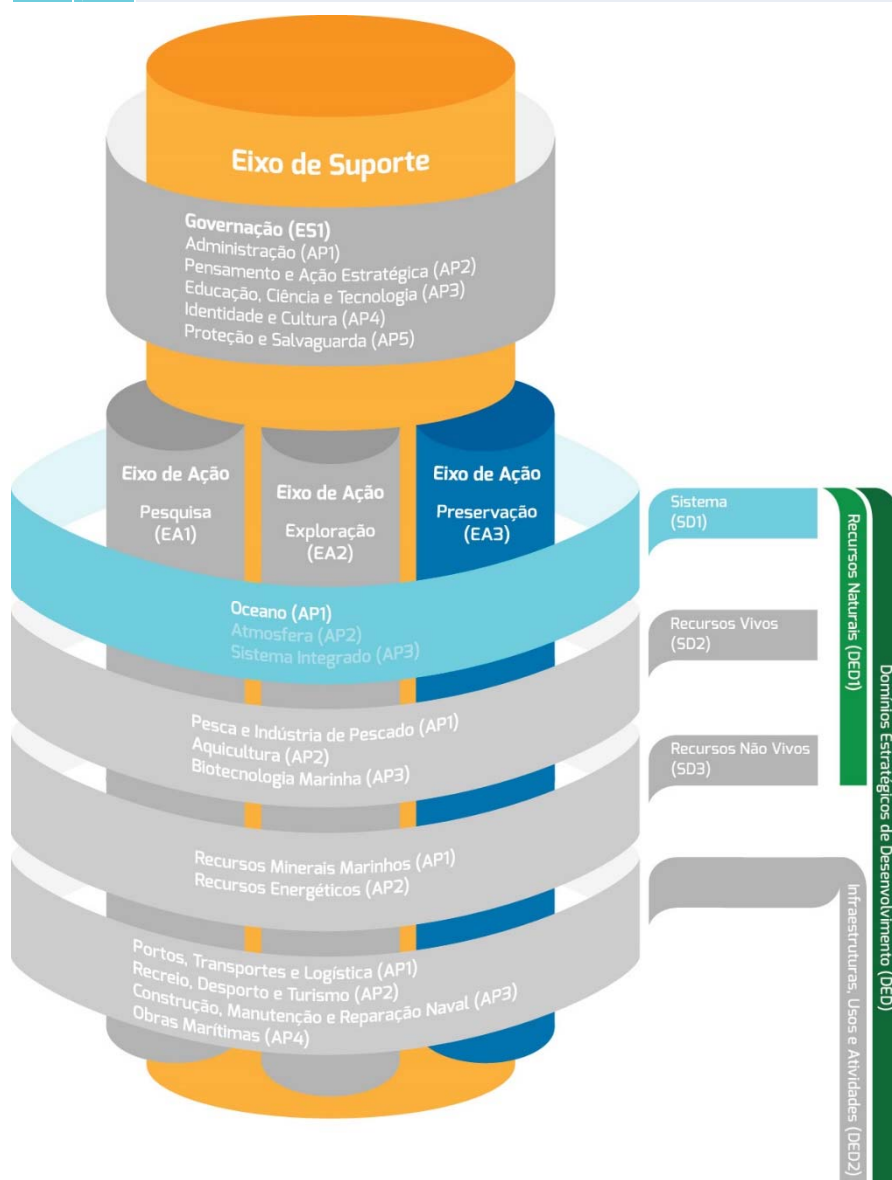 Eixo de Suporte
Governação (ES1)
Administração (AP1)
Pensamento e Ação Estratégica (AP2)
Educação, Ciência e Tecnologia (AP3)
Identidade e Cultura (AP4)
Proteção e Salvaguarda (AP5)
Eixo de Ação
Pesquisa
(EA1)
Eixo de Ação
Exploração
(EA2)
Eixo de Ação
Preservação
(EA3)
Oceano (AP1)
Atmosfera (AP2)
Sistema Integrado (AP3)
Sistema
(SD1)
Pesca e Indústria de Pescado (AP1)
Aquicultura (AP2)
Biotecnologia Marinha (AP3)
Recursos Vivos
(SD2)
Recursos Minerais Marinhos (AP1)
Recursos Energéticos (AP2)
Recursos Não Vivos
(SD3)
Portos, Transportes e Logística (AP1)
Recreio, Desporto e Turismo (AP2)
Construção, Manutenção e Reparação Naval (AP3)
Obras Marítimas (AP4)
Recursos Naturais (DED1)
Infraestruturas, Usos e Atividades (DED2)
Domínios Estratégicos de Desenvolvimento (DED)